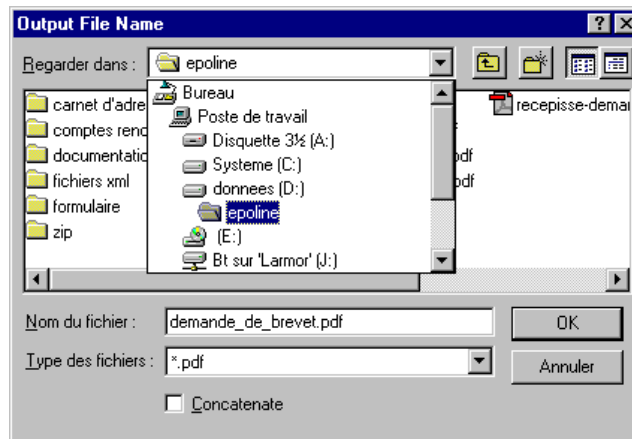 Output File Name
Regarder dans : epoline
Bureau
Poste de travail
Disquette 3½ (A:)
Systeme (C:)
donnees (D:)
epoline
(E:)
Bt sur 'Larmor' (J:)
carnet d'adre
comptes rend
documentatio
fichiers xml
formulaire
zip
recepisse-demar
pdf
pdf
Nom du fichier : demande_de_brevet.pdf
OK
Type des fichiers : *.pdf
Annuler
Concatenate